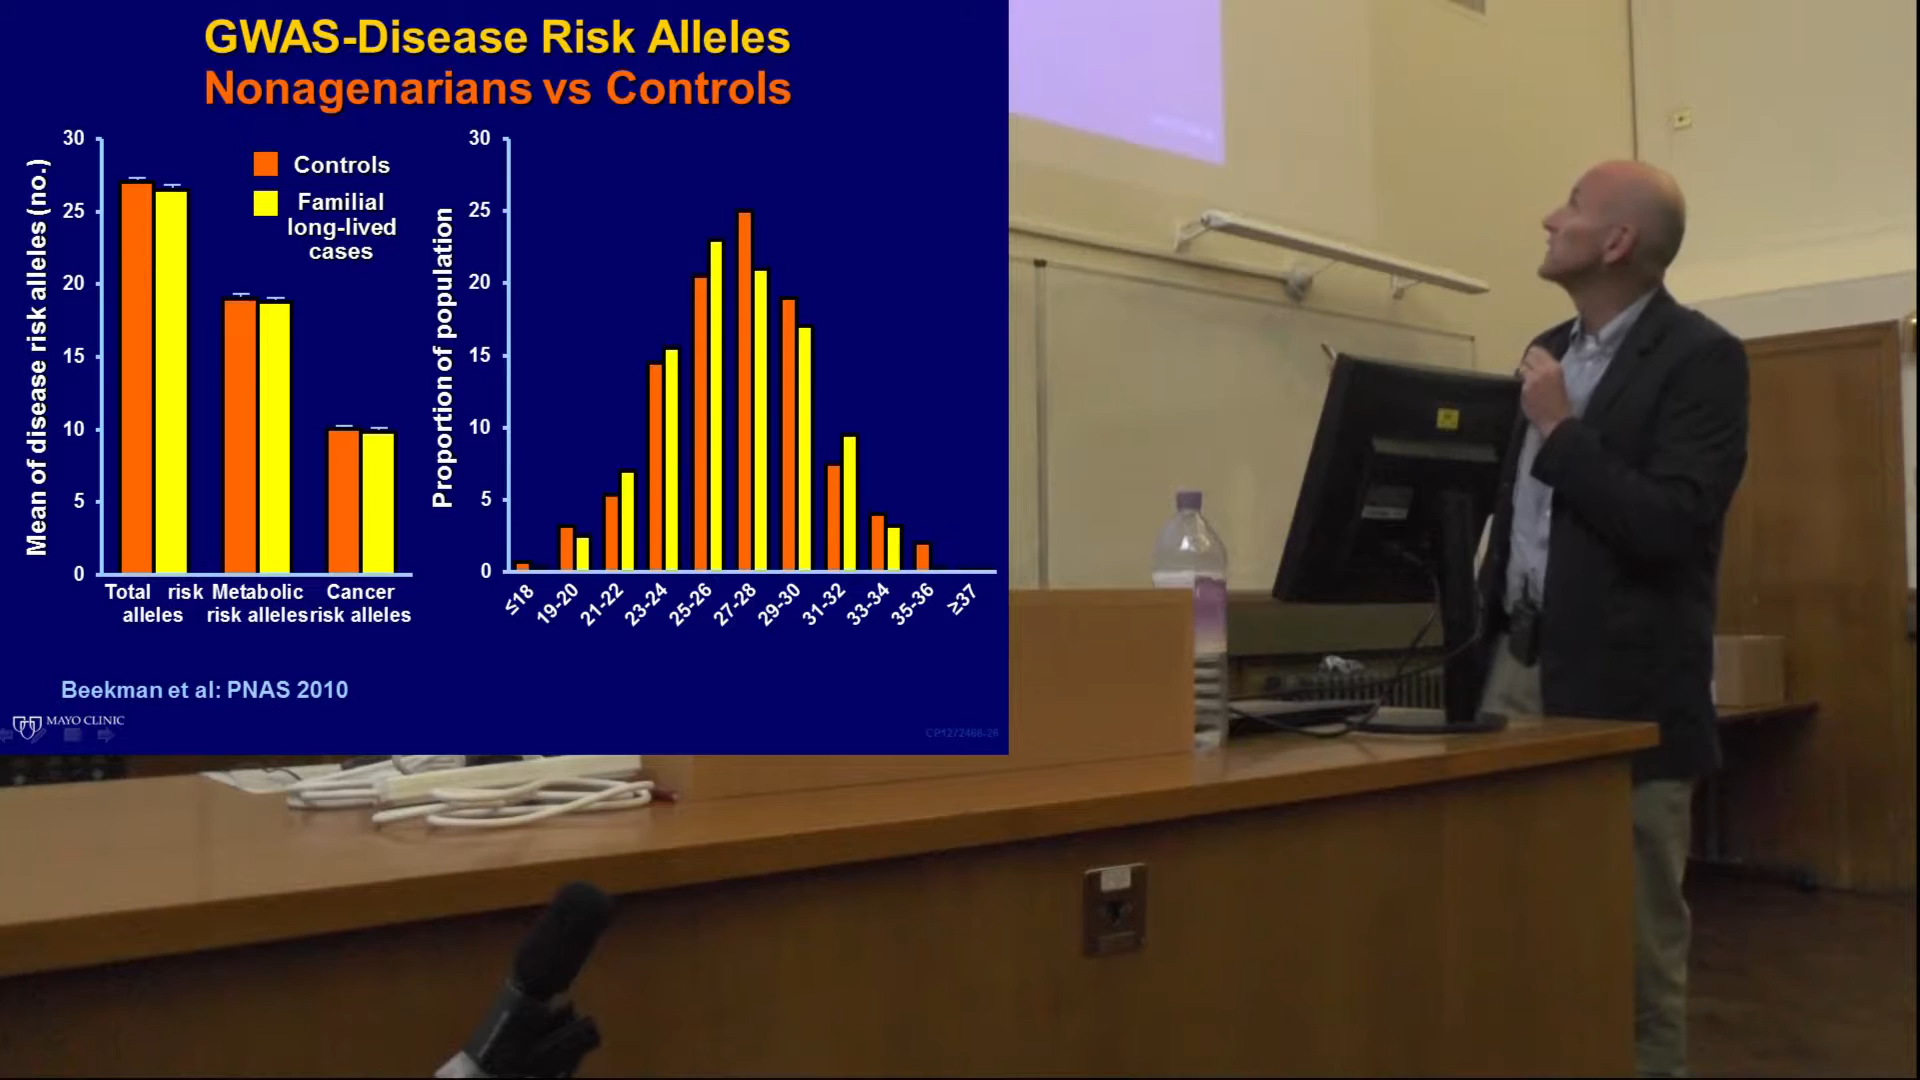 GWAS-Disease Risk Alleles
Nonagenarians vs Controls
Mean of disease risk alleles (no.)
30
25
20
15
10
5
0
Controls
Familial
long-lived
cases
Total risk
alleles
Metabolic
risk alleles
Cancer
risk alleles
Proportion of population
30
25
20
15
10
5
0
≤18
19-20
21-22
23-24
25-26
27-28
29-30
31-32
33-34
35-36
≥37
Beekman et al: PNAS 2010
MAYO CLINIC